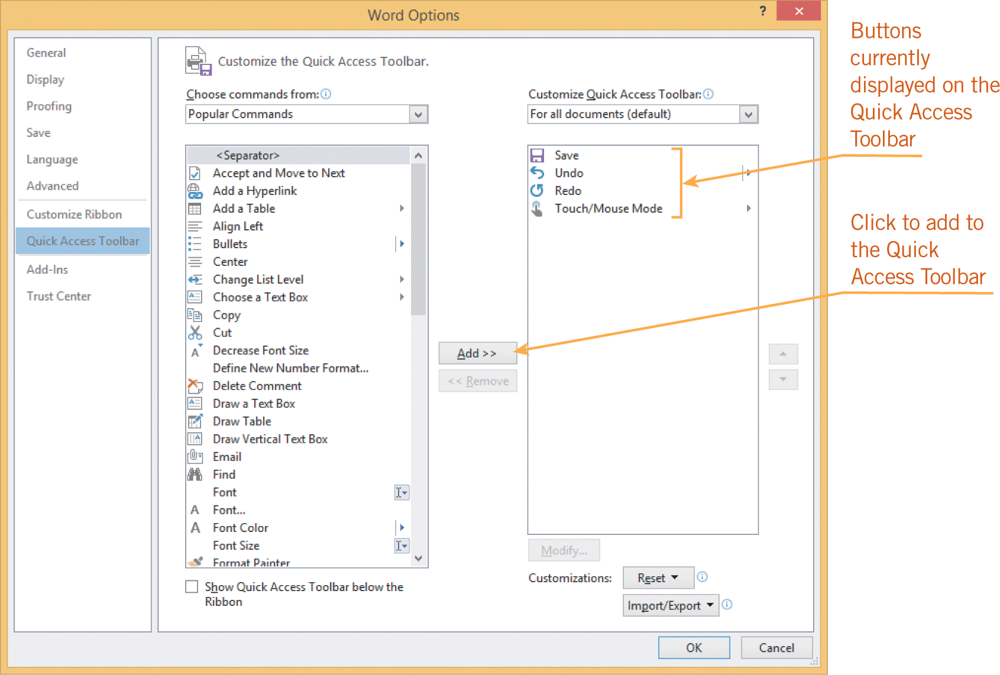 Word Options
?
General
Display
Proofing
Save
Language
Advanced
Customize Ribbon
Quick Access Toolbar
Add-Ins
Trust Center
Customize the Quick Access Toolbar.
Choose commands from:
Popular Commands
<Separator>
Accept and Move to Next
Add a Hyperlink
Add a Table
Align Left
Bullets
Center
Change List Level
Choose a Text Box
Copy
Cut
Decrease Font Size
Define New Number Format...
Delete Comment
Draw a Text Box
Draw Table
Draw Vertical Text Box
Email
Find
Font
Font...
Font Color
Font Size
Format Painter
Show Quick Access Toolbar below the
Ribbon
Add >>
<< Remove
Customize Quick Access Toolbar:
For all documents (default)
Save
Undo
Redo
Touch/Mouse Mode
Modify...
Customizations:
Reset
Import/Export
OK
Cancel
Buttons
currently
displayed on the
Quick Access
Toolbar
Click to add to
the Quick
Access Toolbar